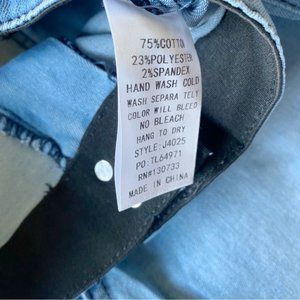 75%COTTO
23%POLYESTER
2%SPANDEX
HAND WASH COLD
WASH SEPARA TELY
COLOR WILL BLEED
NO BLEACH
HANG TO DRY
STYLE:J4025
PO:TL64971
RN#130733
MADE IN CHINA